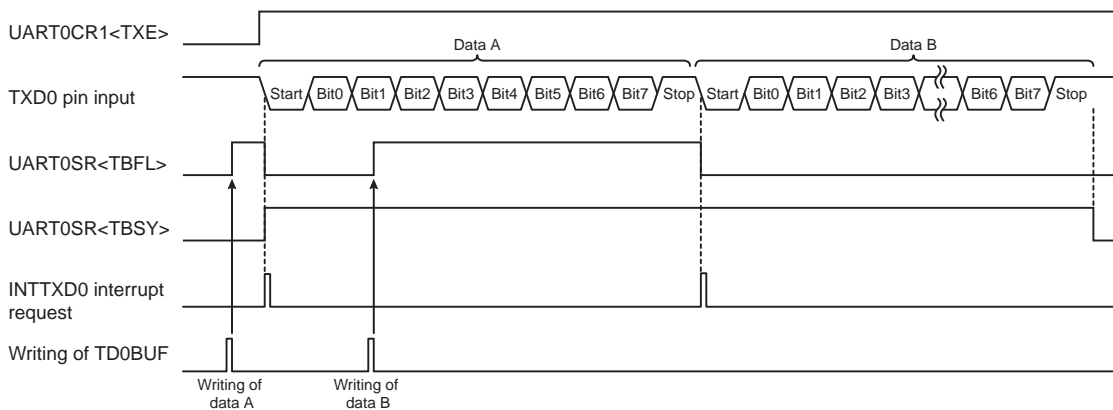 UART0CR1<TXE>
Data A
Data B
TXD0 pin input
Start Bit0 Bit1 Bit2 Bit3 Bit4 Bit5 Bit6 Bit7 Stop Start Bit0 Bit1 Bit2 Bit3 Bit6 Bit7 Stop
UART0SR<TBFL>
UART0SR<TBSY>
INTTXD0 interrupt
request
Writing of TD0BUF
Writing of
data A
Writing of
data B